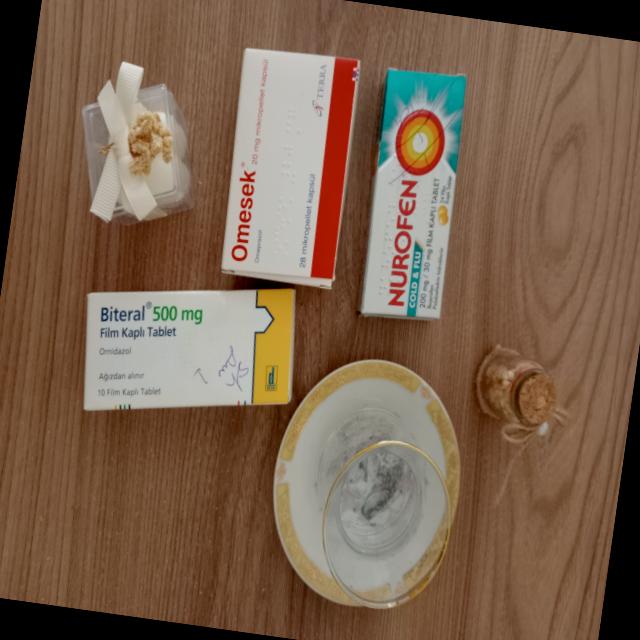 Omesek® 20 mg mikropellet kapsül
Omeprazol
28 mikropellet kapsül
TERRA
NUROFEN
COLD & FLU
200 mg / 30 mg FİLM KAPLI TABLET
Biteral® 500 mg
Film Kaplı Tablet
Ornidazol
Ağızdan alınır
10 Film Kaplı Tablet